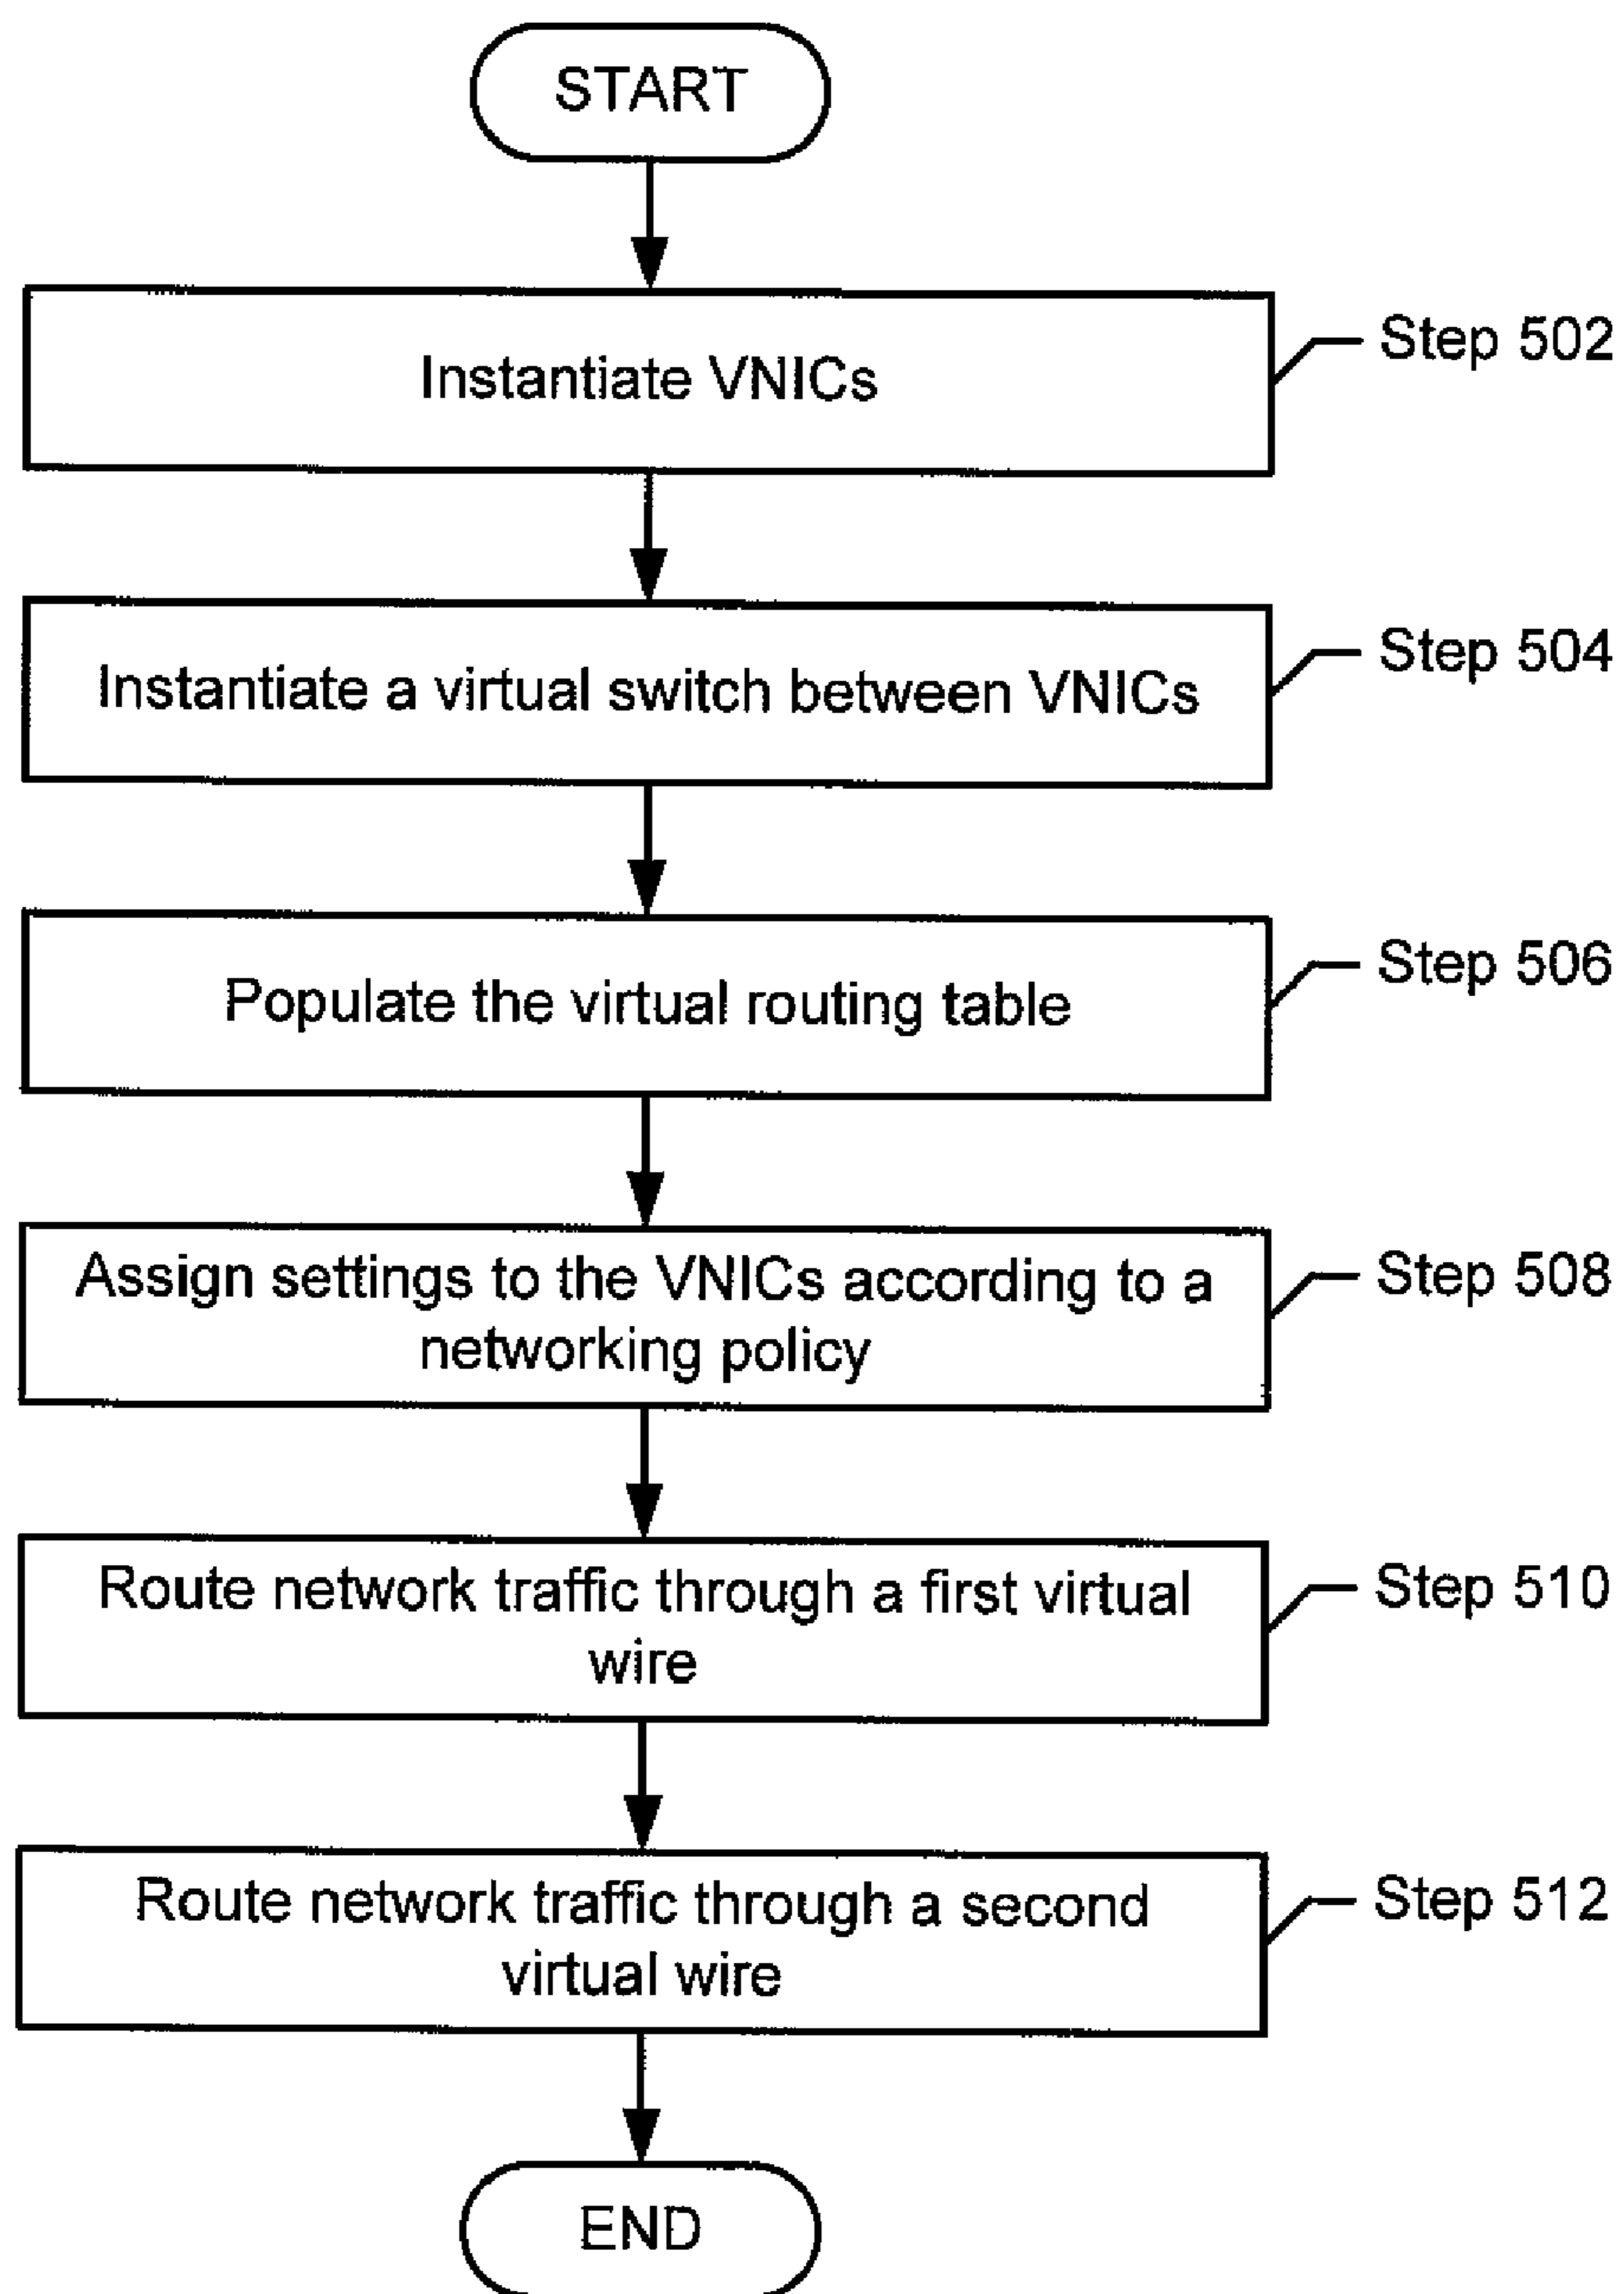 START
Instantiate VNICs
Step 502
Instantiate a virtual switch between VNICs
Step 504
Populate the virtual routing table
Step 506
Assign settings to the VNICs according to a
networking policy
Step 508
Route network traffic through a first virtual
wire
Step 510
Route network traffic through a second
virtual wire
Step 512
END